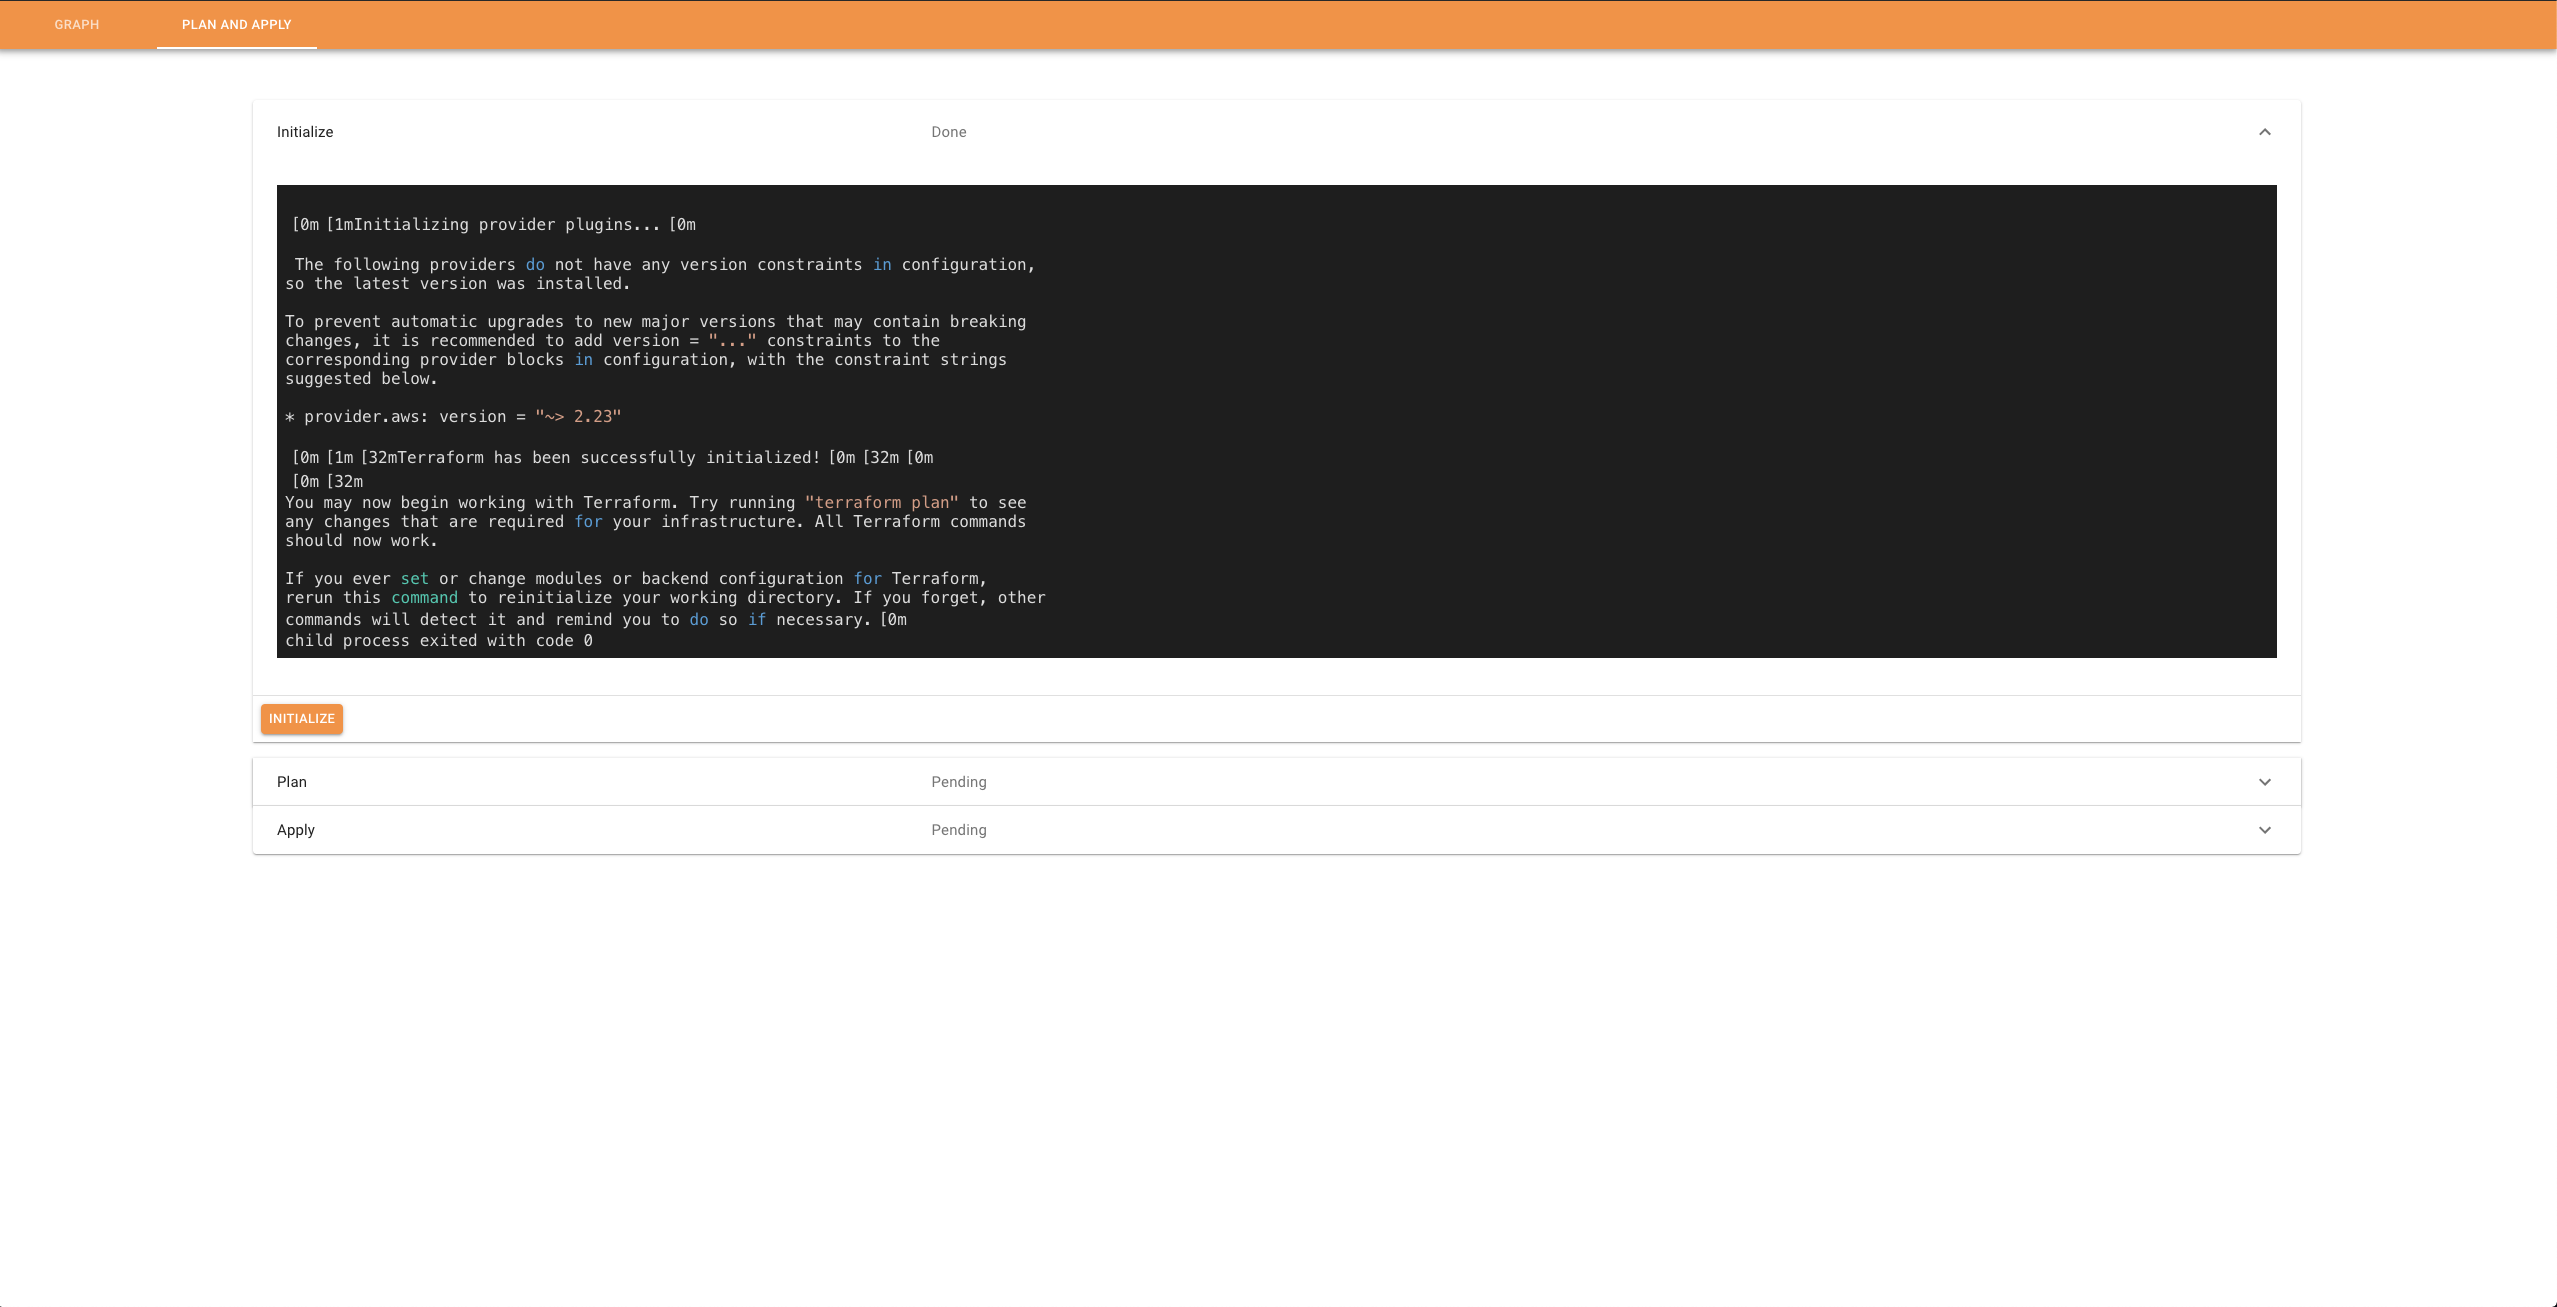 GRAPH
PLAN AND APPLY
Initialize
Done
[0m [1mInitializing provider plugins... [0m
The following providers do not have any version constraints in configuration,
so the latest version was installed.
To prevent automatic upgrades to new major versions that may contain breaking
changes, it is recommended to add version = "..." constraints to the
corresponding provider blocks in configuration, with the constraint strings
suggested below.
* provider.aws: version = "~> 2.23"
[0m [1m [32mTerraform has been successfully initialized! [0m [32m [0m
[0m [32m
You may now begin working with Terraform. Try running "terraform plan" to see
any changes that are required for your infrastructure. All Terraform commands
should now work.
If you ever set or change modules or backend configuration for Terraform,
rerun this command to reinitialize your working directory. If you forget, other
commands will detect it and remind you to do so if necessary. [0m
child process exited with code 0
INITIALIZE
Plan
Pending
Apply
Pending